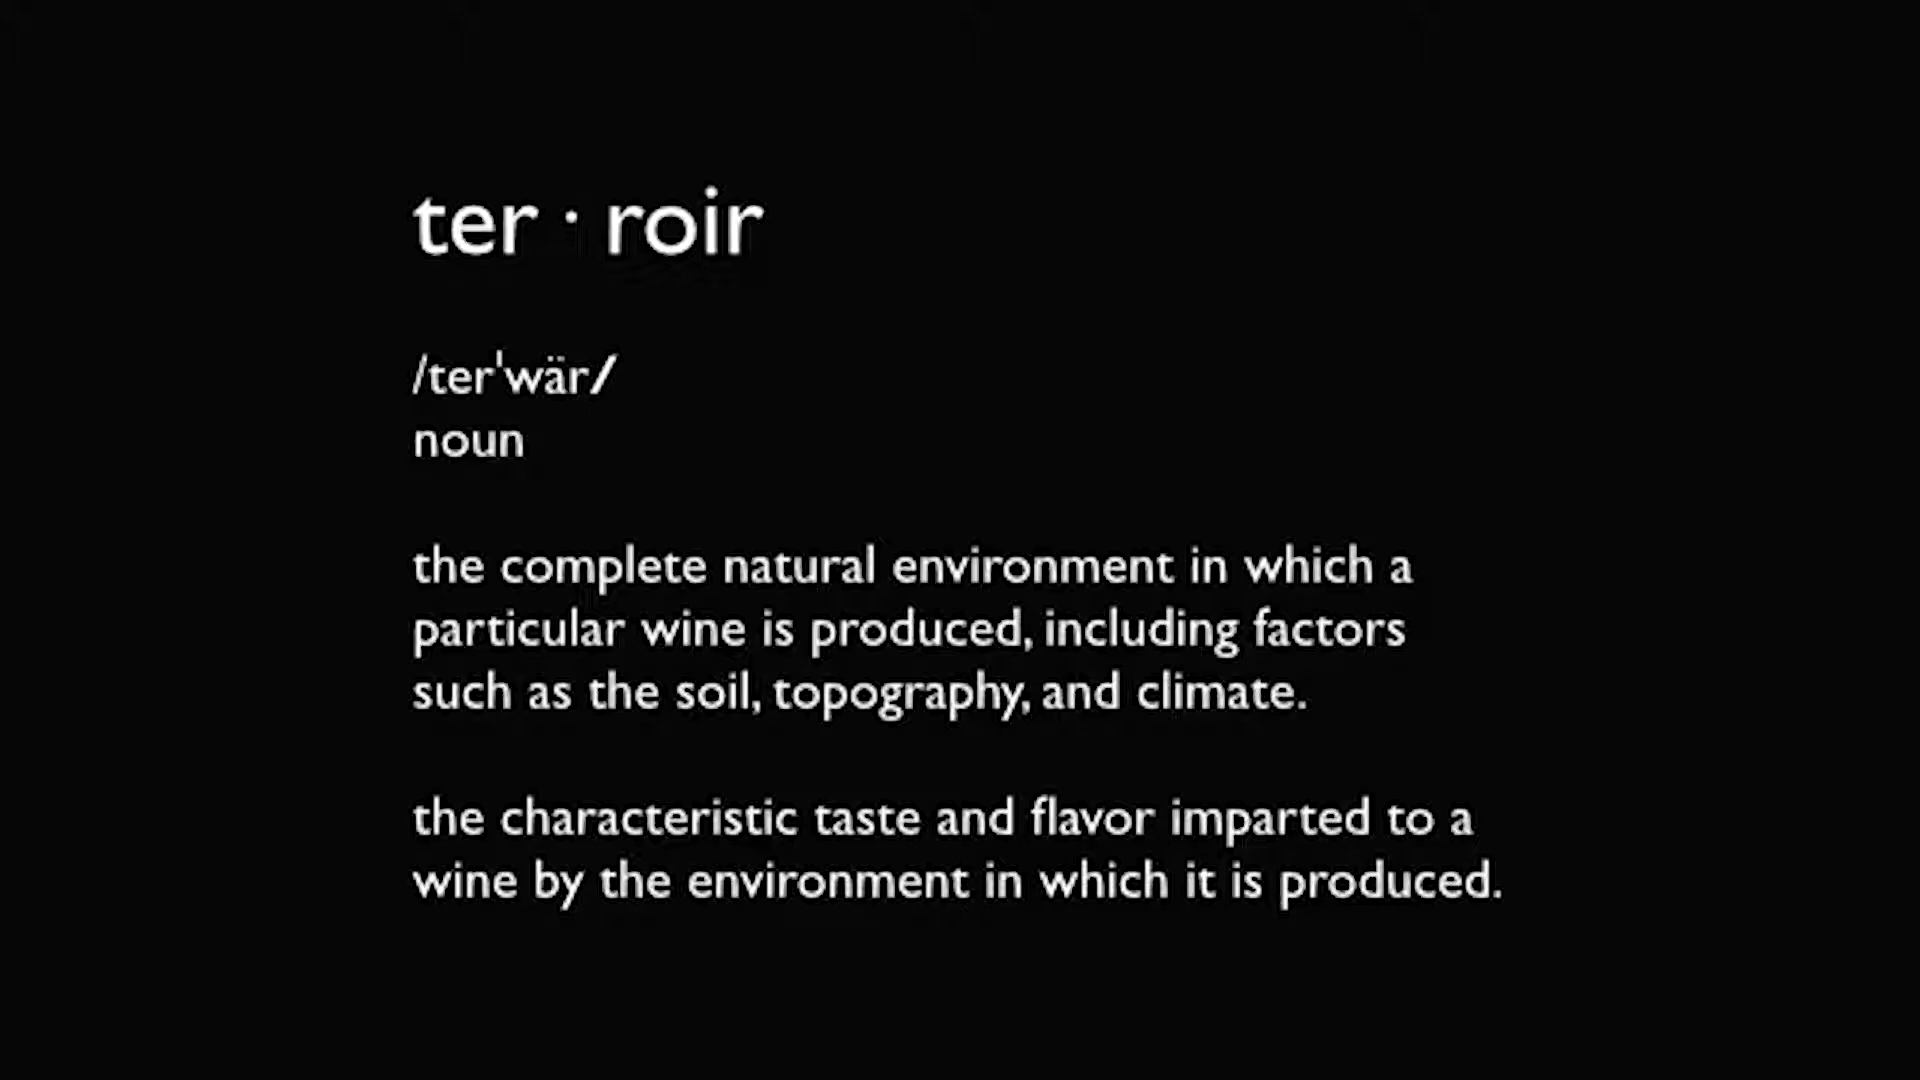 ter · roir
/terˈwär/
noun
the complete natural environment in which a
particular wine is produced, including factors
such as the soil, topography, and climate.
the characteristic taste and flavor imparted to a
wine by the environment in which it is produced.